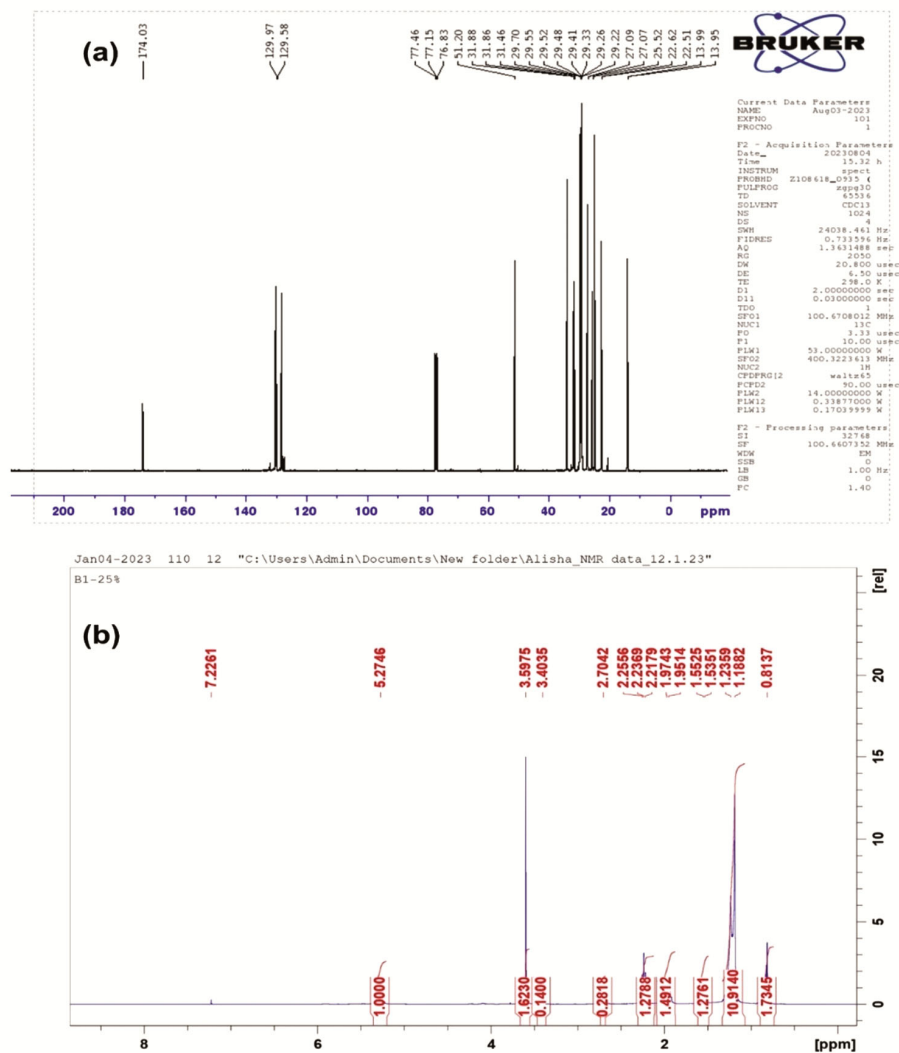 (a)
174.03
129.97
129.58
77.46
77.15
76.83
51.20
31.88
31.86
31.46
29.70
29.55
29.52
29.48
29.41
29.33
29.26
29.22
27.09
27.07
25.52
22.62
22.51
13.99
13.95
BRUKER
Current Data Parameters
NAME Aug03-2023
EXPNO 101
PROCNO 1
F2 - Acquisition Parameters
Date_ 20230804
Time 15.32 h
INSTRUM spect
PROBHD Z108618_0935 (
PULPROG zgpg30
TD 65536
SOLVENT CDCl3
NS 1024
DS 4
SWH 24038.461 Hz
FIDRES 0.733596 Hz
AQ 1.3631488 sec
RG 2050
DW 20.800 usec
DE 6.50 usec
TE 298.0 K
D1 2.00000000 sec
D11 0.03000000 sec
TD0 1
SFO1 100.6708012 MHz
NUC1 13C
P0 3.33 usec
P1 10.00 usec
PLW1 53.00000000 W
SFO2 400.3223613 MHz
NUC2 1H
CPDPRG[2 waltz65
PCPD2 90.00 usec
PLW2 14.00000000 W
PLW12 0.33877000 W
PLW13 0.17039999 W
F2 - Processing parameters
SI 32768
SF 100.6607352 MHz
WDW EM
SSB 0
LB 1.00 Hz
GB 0
PC 1.40
200 180 160 140 120 100 80 60 40 20 0 ppm
Jan04-2023 110 12 "C:\Users\Admin\Documents\New folder\Alisha_NMR data_12.1.23"
B1-25%
(b)
7.2261
5.2746
3.5975
3.4035
2.7042
2.2556
2.2369
2.2179
1.9743
1.9514
1.5525
1.5351
1.2359
1.1882
0.8137
[rel]
20
15
10
5
0
1.0000
1.6230
0.1400
0.2818
1.2788
1.4912
1.2761
10.9140
1.7345
8 6 4 2 [ppm]